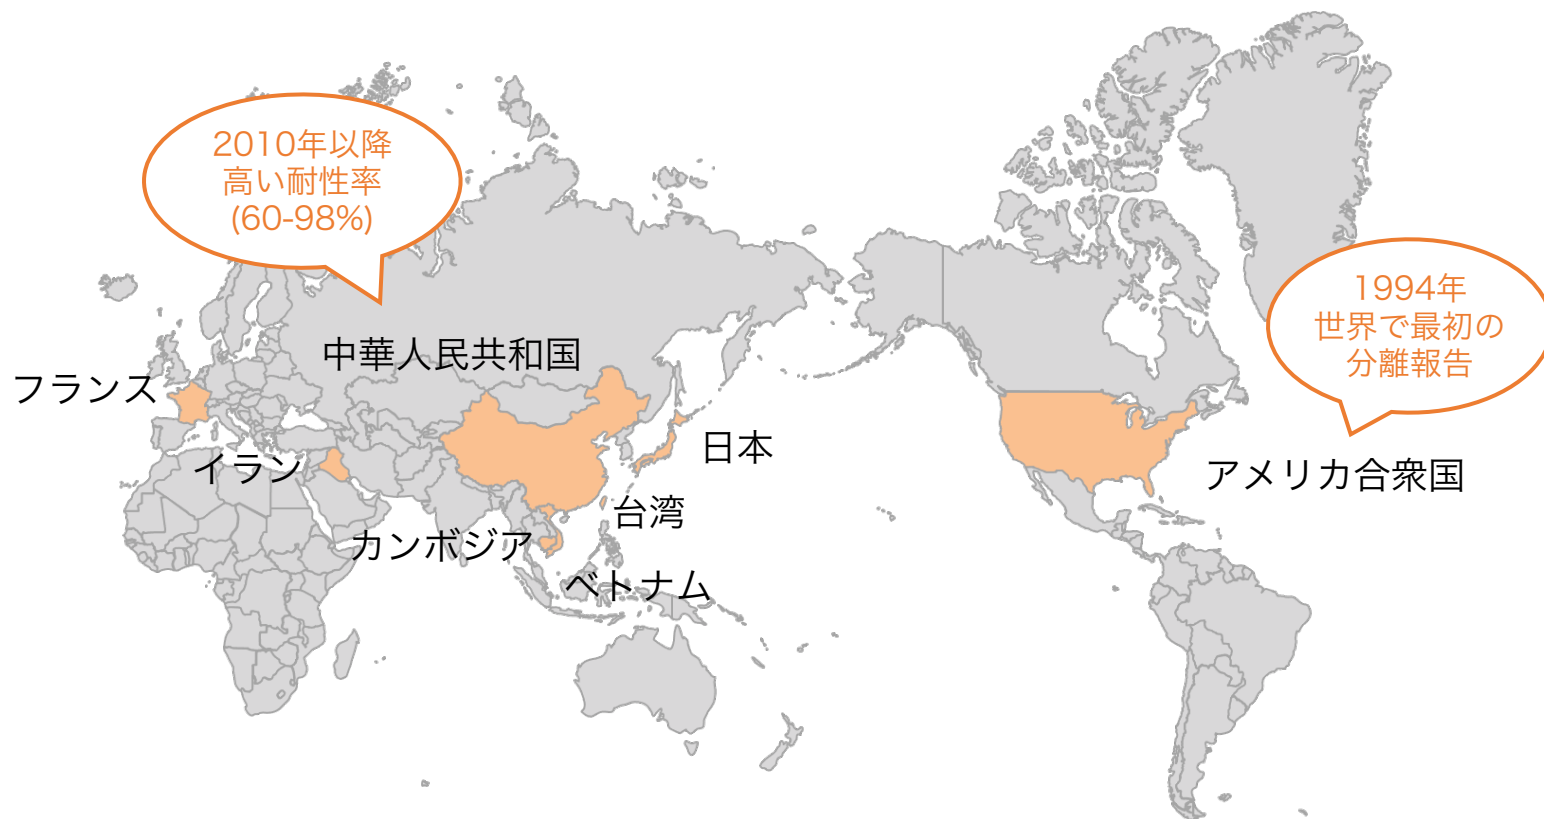 2010年以降
高い耐性率
(60-98%)
1994年
世界で最初の
分離報告
中華人民共和国
フランス
日本
イラン
アメリカ合衆国
台湾
カンボジア
ベトナム